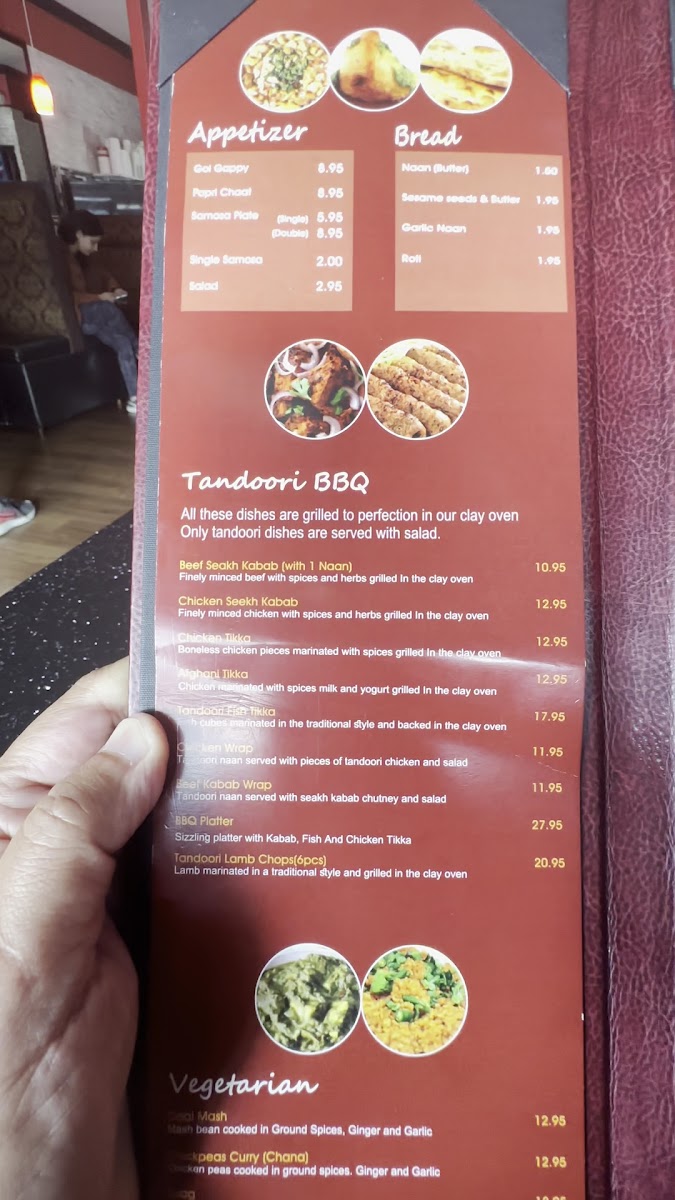 Appetizer
Gol Gappy 8.95
Papri Chaat 8.95
Samosa Plate (Single) 5.95
(Double) 8.95
Single Samosa 2.00
Salad 2.95
Bread
Naan (Butter) 1.50
Sesame seeds & Butter 1.95
Garlic Naan 1.95
Roti 1.95
Tandoori BBQ
All these dishes are grilled to perfection in our clay oven
Only tandoori dishes are served with salad.
Beef Seakh Kabab (with 1 Naan) 10.95
Finely minced beef with spices and herbs grilled In the clay oven
Chicken Seekh Kabab 12.95
Finely minced chicken with spices and herbs grilled In the clay oven
Chicken Tikka 12.95
Boneless chicken pieces marinated with spices grilled In the clay oven
Afghani Tikka 12.95
Chicken marinated with spices milk and yogurt grilled In the clay oven
Tandoori Fish Tikka 17.95
cubes marinated in the traditional style and backed in the clay oven
Chicken Wrap 11.95
Tandoori naan served with pieces of tandoori chicken and salad
Beef Kabab Wrap 11.95
Tandoori naan served with seakh kabab chutney and salad
BBQ Platter 27.95
Sizzling platter with Kabab, Fish And Chicken Tikka
Tandoori Lamb Chops(6pcs) 20.95
Lamb marinated in a traditional style and grilled in the clay oven
Vegetarian
Mash 12.95
Mash bean cooked in Ground Spices, Ginger and Garlic
Chickpeas Curry (Chana) 12.95
Chicken peas cooked in ground spices. Ginger and Garlic